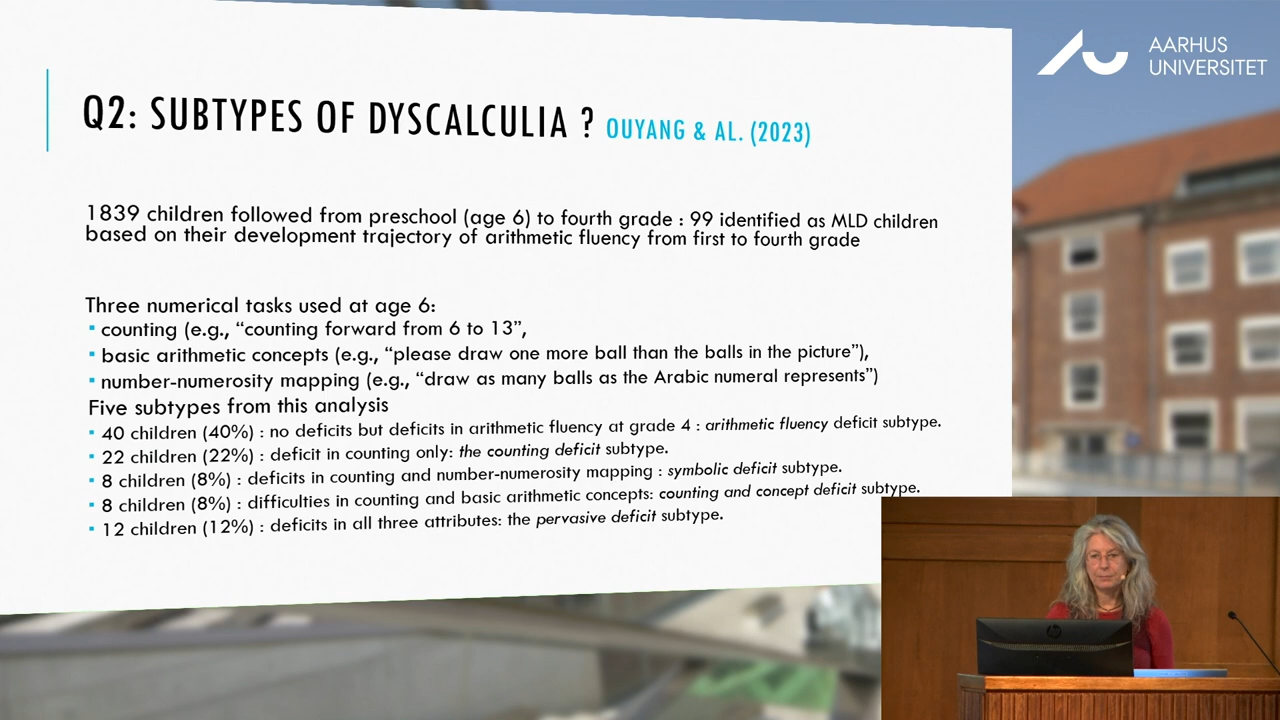 Q2: SUBTYPES OF DYSCALCULIA ? OUYANG & AL. (2023)
AARHUS
UNIVERSITET
1839 children followed from preschool (age 6) to fourth grade : 99 identified as MLD children
based on their development trajectory of arithmetic fluency from first to fourth grade
Three numerical tasks used at age 6:
▪ counting (e.g., “counting forward from 6 to 13”,
▪ basic arithmetic concepts (e.g., “please draw one more ball than the balls in the picture”),
▪ number-numerosity mapping (e.g., “draw as many balls as the Arabic numeral represents”)
Five subtypes from this analysis
▪ 40 children (40%) : no deficits but deficits in arithmetic fluency at grade 4 : arithmetic fluency deficit subtype.
▪ 22 children (22%) : deficit in counting only: the counting deficit subtype.
▪ 8 children (8%) : deficits in counting and number-numerosity mapping : symbolic deficit subtype.
▪ 8 children (8%) : difficulties in counting and basic arithmetic concepts: counting and concept deficit subtype.
▪ 12 children (12%) : deficits in all three attributes: the pervasive deficit subtype.
hp